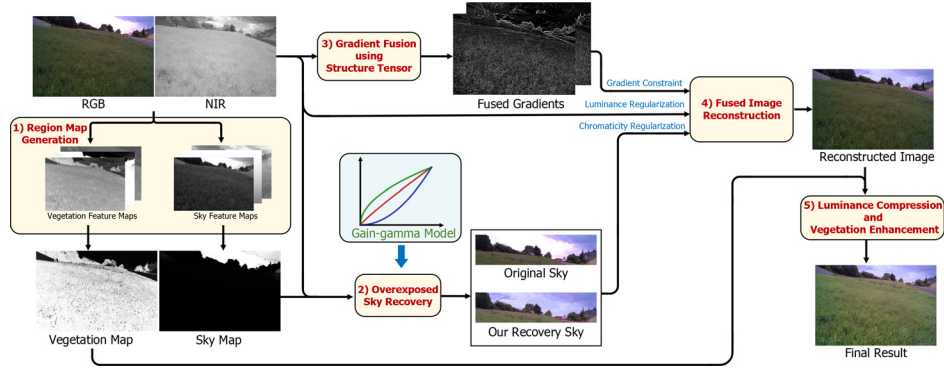 RGB
NIR
3) Gradient Fusion
using
Structure Tensor
Fused Gradients
Gradient Constraint
Luminance Regularization
Chromaticity Regularization
4) Fused Image
Reconstruction
Reconstructed Image
1) Region Map
Generation
Vegetation Feature Maps
Sky Feature Maps
Gain-gamma Model
2) Overexposed
Sky Recovery
Original Sky
Our Recovery Sky
5) Luminance Compression
and
Vegetation Enhancement
Vegetation Map
Sky Map
Final Result